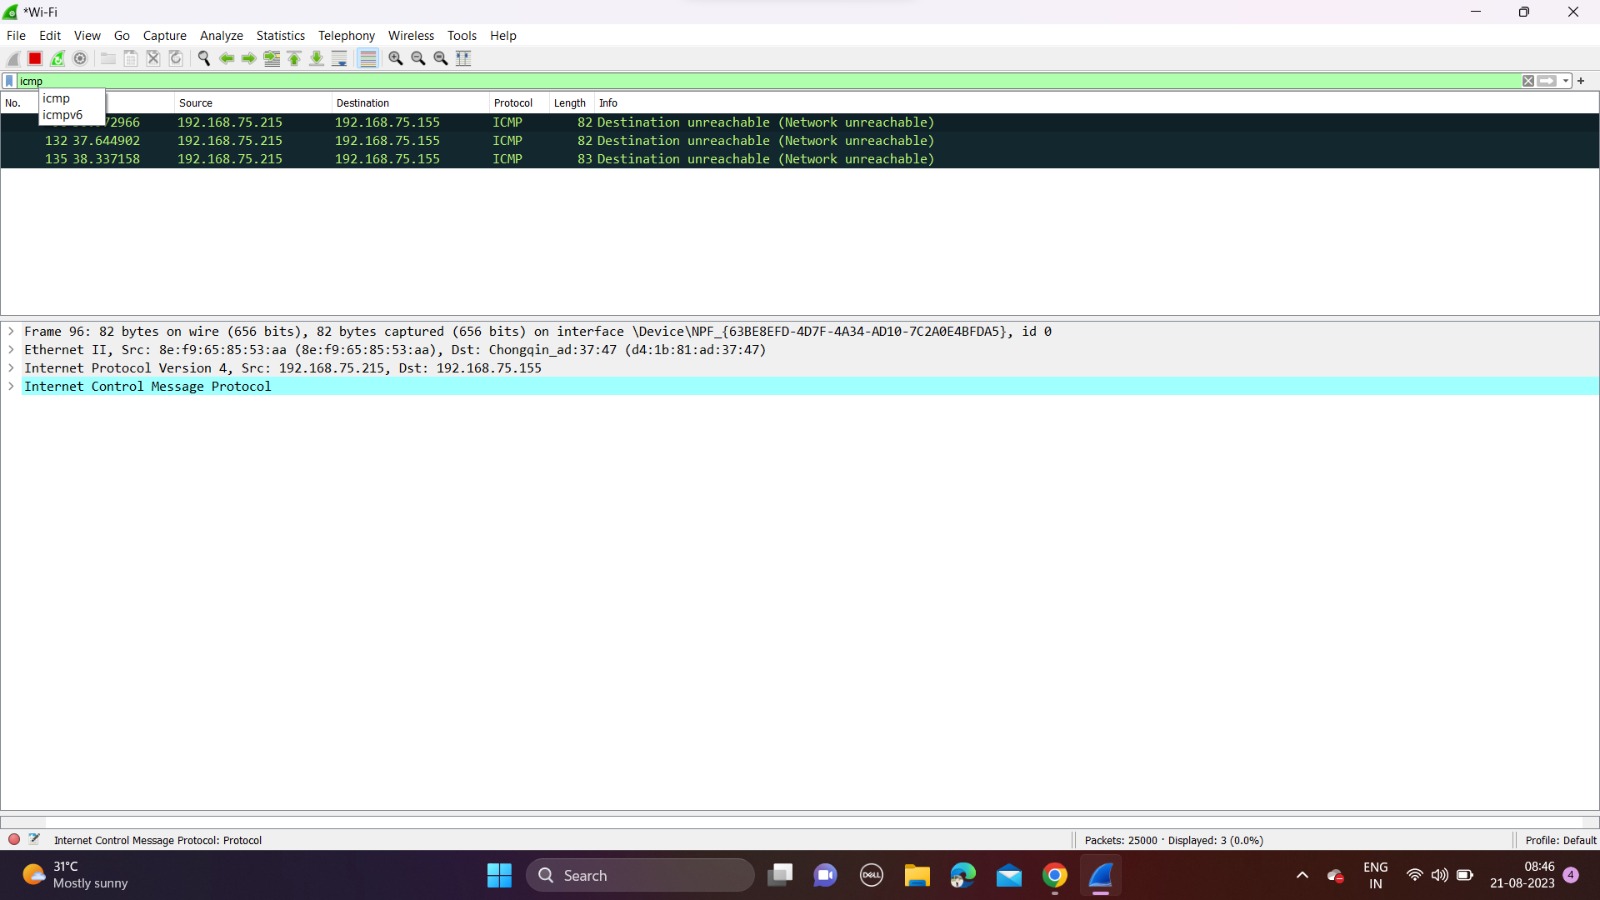 *Wi-Fi
File Edit View Go Capture Analyze Statistics Telephony Wireless Tools Help
icmp
No. Source Destination Protocol Length Info
icmp
icmpv6
72966 192.168.75.215 192.168.75.155 ICMP 82 Destination unreachable (Network unreachable)
132 37.644902 192.168.75.215 192.168.75.155 ICMP 82 Destination unreachable (Network unreachable)
135 38.337158 192.168.75.215 192.168.75.155 ICMP 83 Destination unreachable (Network unreachable)
Frame 96: 82 bytes on wire (656 bits), 82 bytes captured (656 bits) on interface \Device\NPF_{63BE8EFD-4D7F-4A34-AD10-7C2A0E4BFDA5}, id 0
Ethernet II, Src: 8e:f9:65:85:53:aa (8e:f9:65:85:53:aa), Dst: Chongqin_ad:37:47 (d4:1b:81:ad:37:47)
Internet Protocol Version 4, Src: 192.168.75.215, Dst: 192.168.75.155
Internet Control Message Protocol
Internet Control Message Protocol: Protocol
Packets: 25000 · Displayed: 3 (0.0%)
Profile: Default
31°C
Mostly sunny
Search
DELL
ENG
IN
08:46
21-08-2023
4